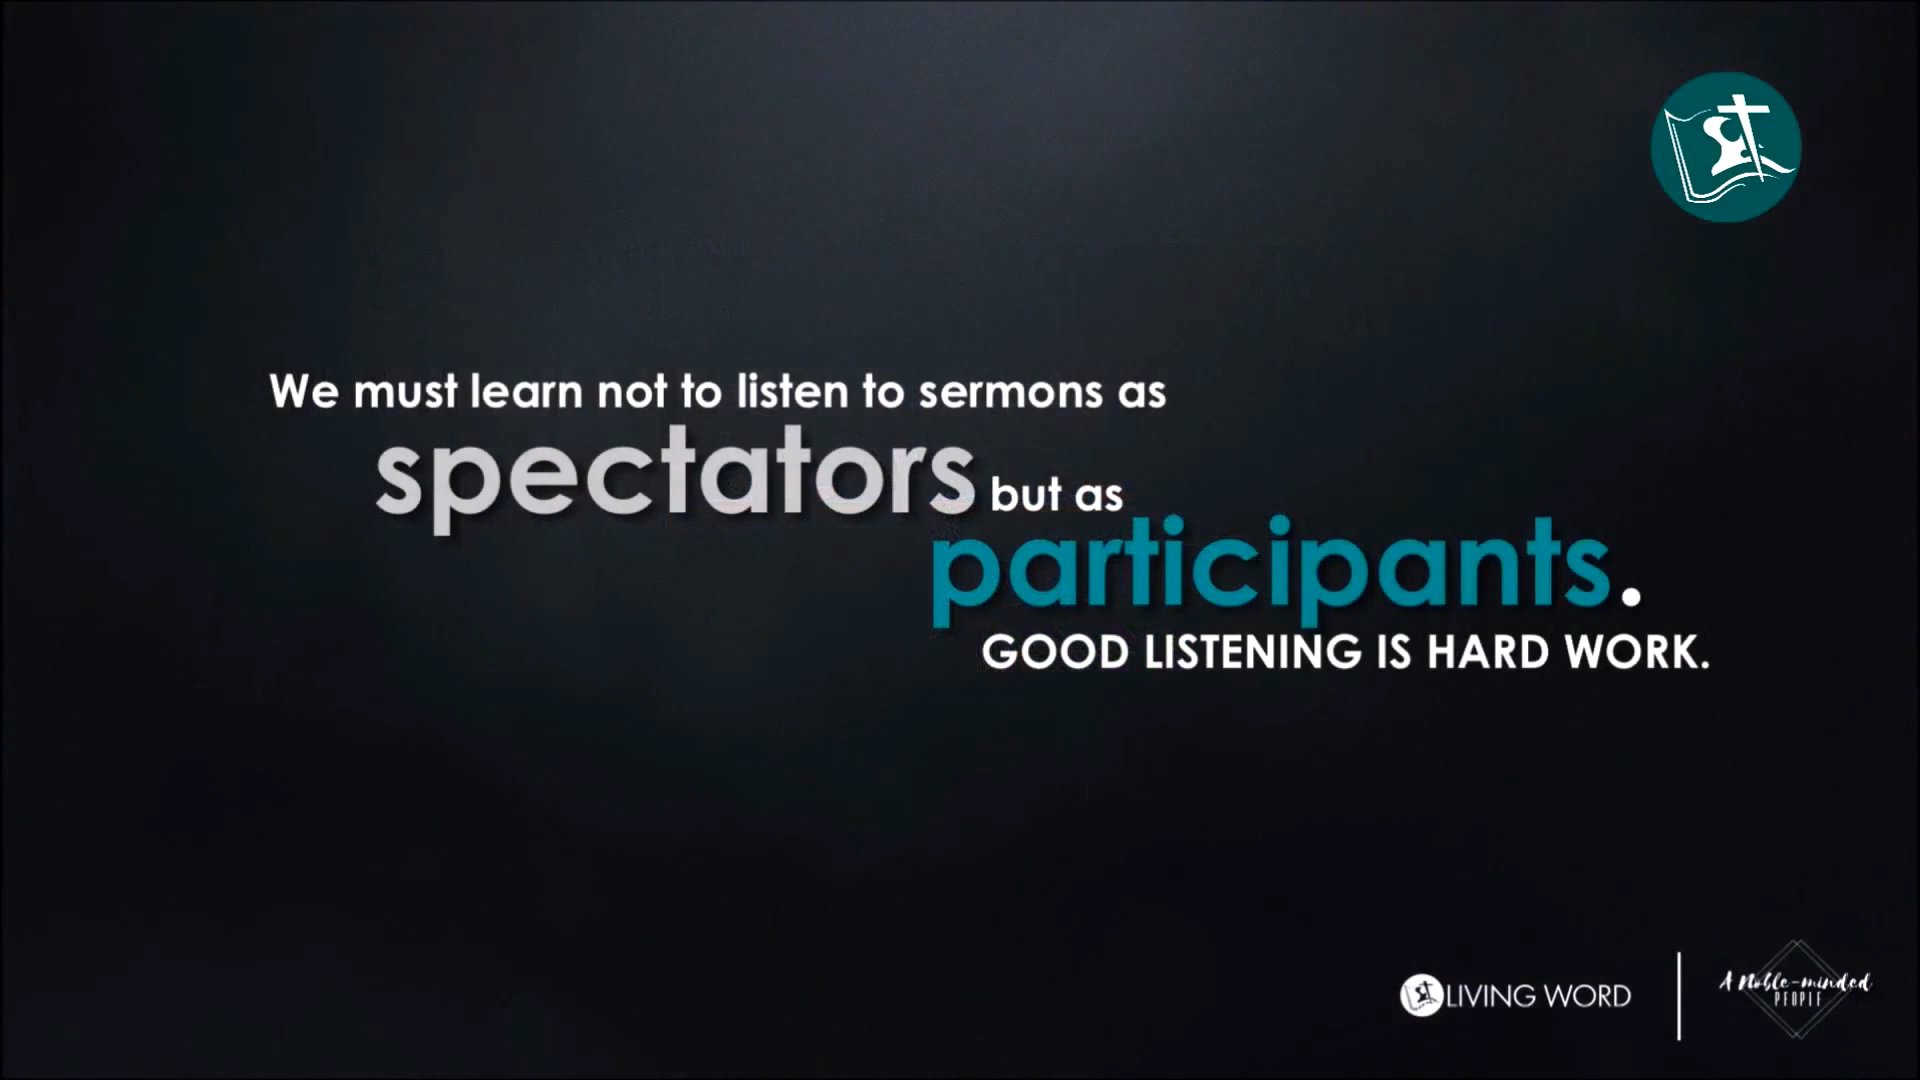 We must learn not to listen to sermons as
spectators but as
participants.
GOOD LISTENING IS HARD WORK.
LIVING WORD
A Noble-minded
PEOPLE